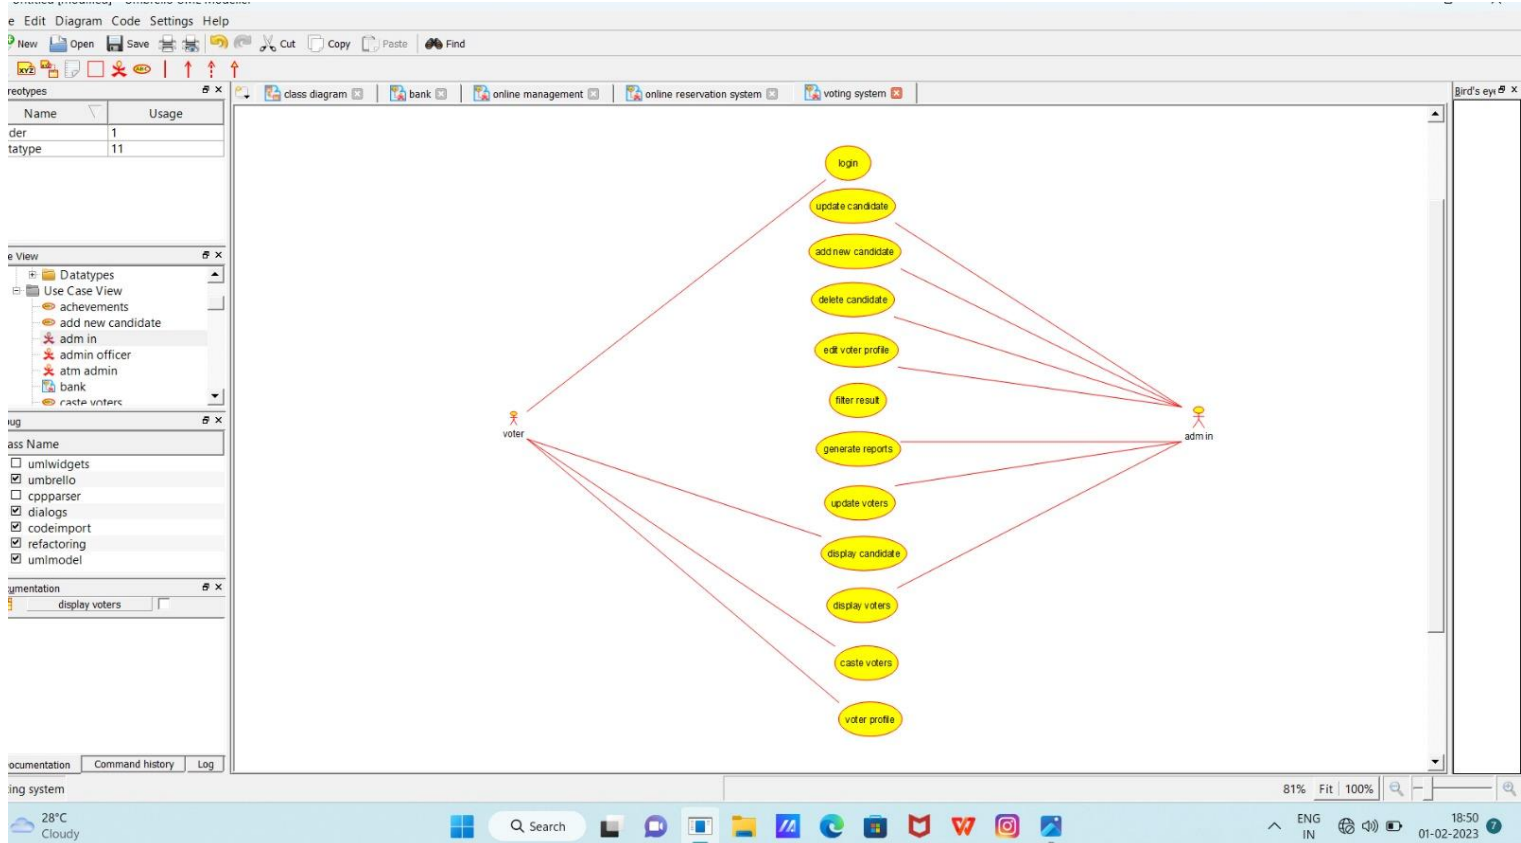 e Edit Diagram Code Settings Help
New Open Save Cut Copy Paste Find
XYZ ABC
reotypes
class diagram bank online management online reservation system voting system
Bird's eye
Name Usage
der 1
tatype 11
e View
Datatypes
Use Case View
achevements
add new candidate
adm in
admin officer
atm admin
bank
caste voters
ug
ass Name
umlwidgets
umbrello
cppparser
dialogs
codeimport
refactoring
umlmodel
umentation
display voters
ocumentation Command history Log
login
update candidate
add new candidate
delete candidate
edit voter profile
filter result
voter
adm in
generate reports
update voters
display candidate
display voters
caste voters
voter profile
ing system
81% Fit 100%
28°C
Cloudy
Search
ENG
IN
18:50
01-02-2023
7